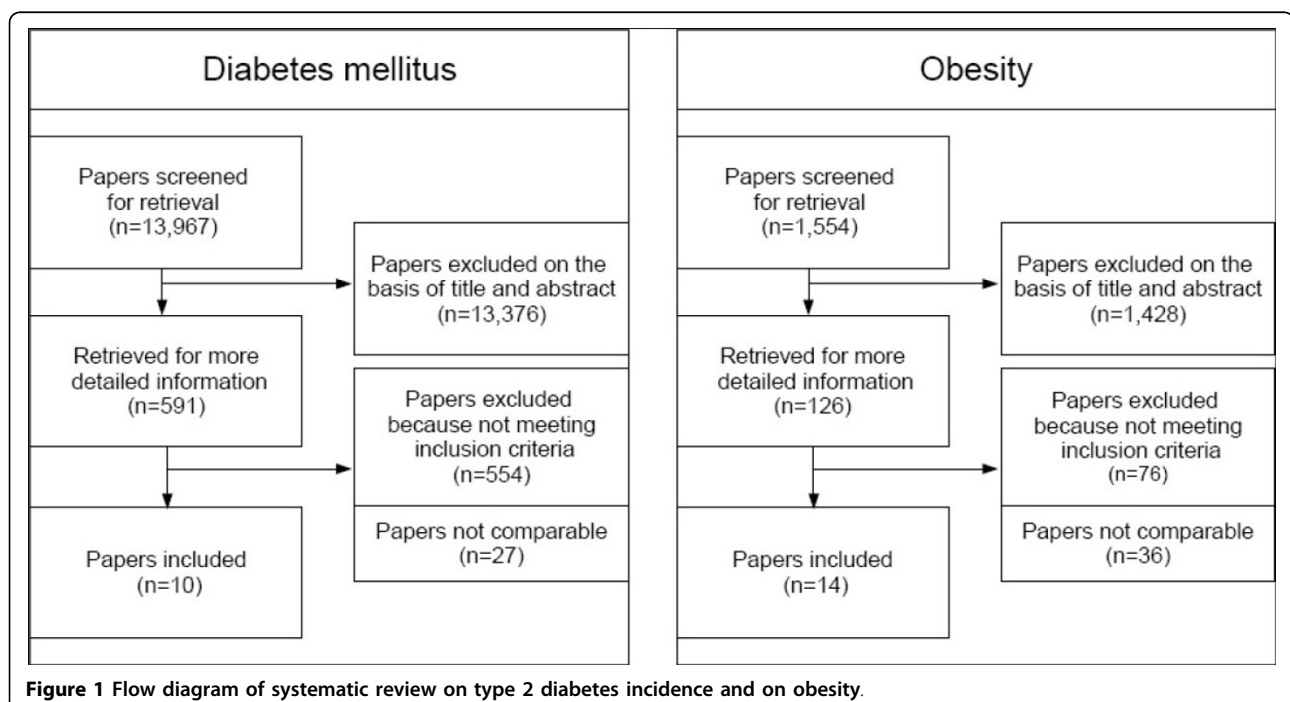 Diabetes mellitus
Papers screened
for retrieval
(n=13,967)
Papers excluded on the
basis of title and abstract
(n=13,376)
Retrieved for more
detailed information
(n=591)
Papers excluded
because not meeting
inclusion criteria
(n=554)
Papers not comparable
(n=27)
Papers included
(n=10)
Obesity
Papers screened
for retrieval
(n=1,554)
Papers excluded on the
basis of title and abstract
(n=1,428)
Retrieved for more
detailed information
(n=126)
Papers excluded
because not meeting
inclusion criteria
(n=76)
Papers not comparable
(n=36)
Papers included
(n=14)
Figure 1 Flow diagram of systematic review on type 2 diabetes incidence and on obesity.